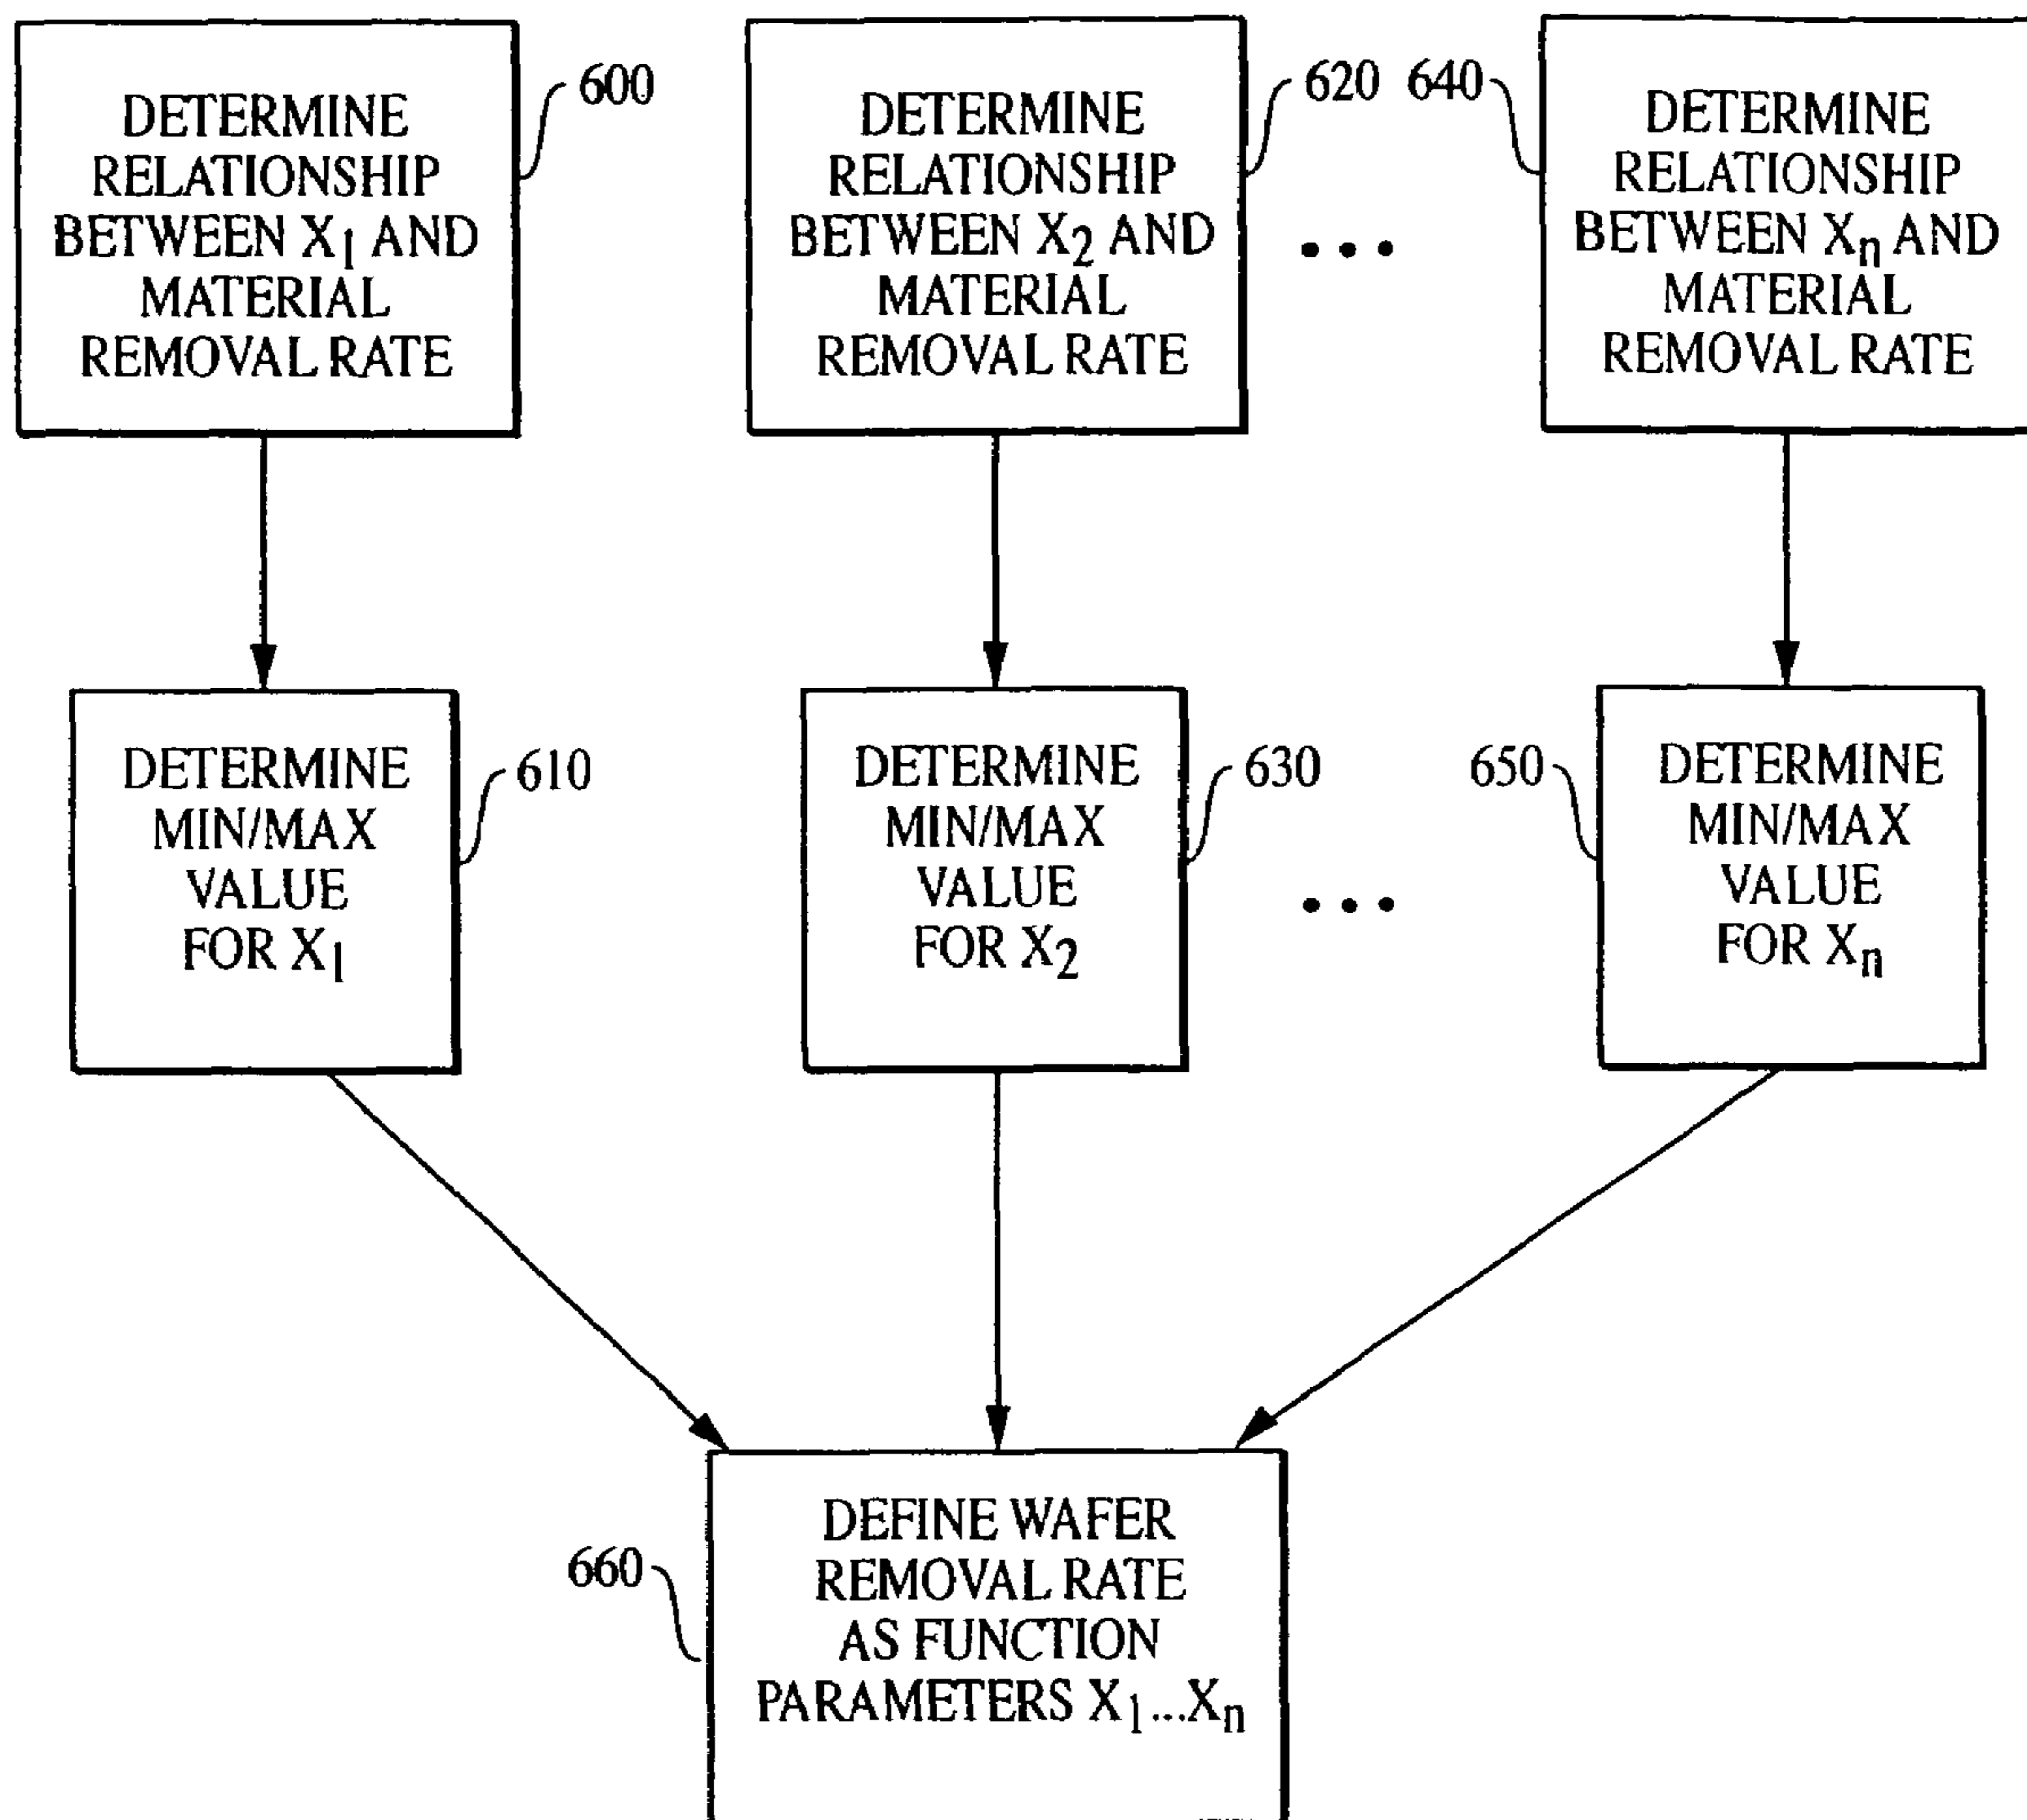 DETERMINE
RELATIONSHIP
BETWEEN X1 AND
MATERIAL
REMOVAL RATE
600
DETERMINE
RELATIONSHIP
BETWEEN X2 AND
MATERIAL
REMOVAL RATE
620
640
DETERMINE
RELATIONSHIP
BETWEEN Xn AND
MATERIAL
REMOVAL RATE
• • •
DETERMINE
MIN/MAX
VALUE
FOR X1
610
DETERMINE
MIN/MAX
VALUE
FOR X2
630
• • •
650
DETERMINE
MIN/MAX
VALUE
FOR Xn
660
DEFINE WAFER
REMOVAL RATE
AS FUNCTION
PARAMETERS X1...Xn